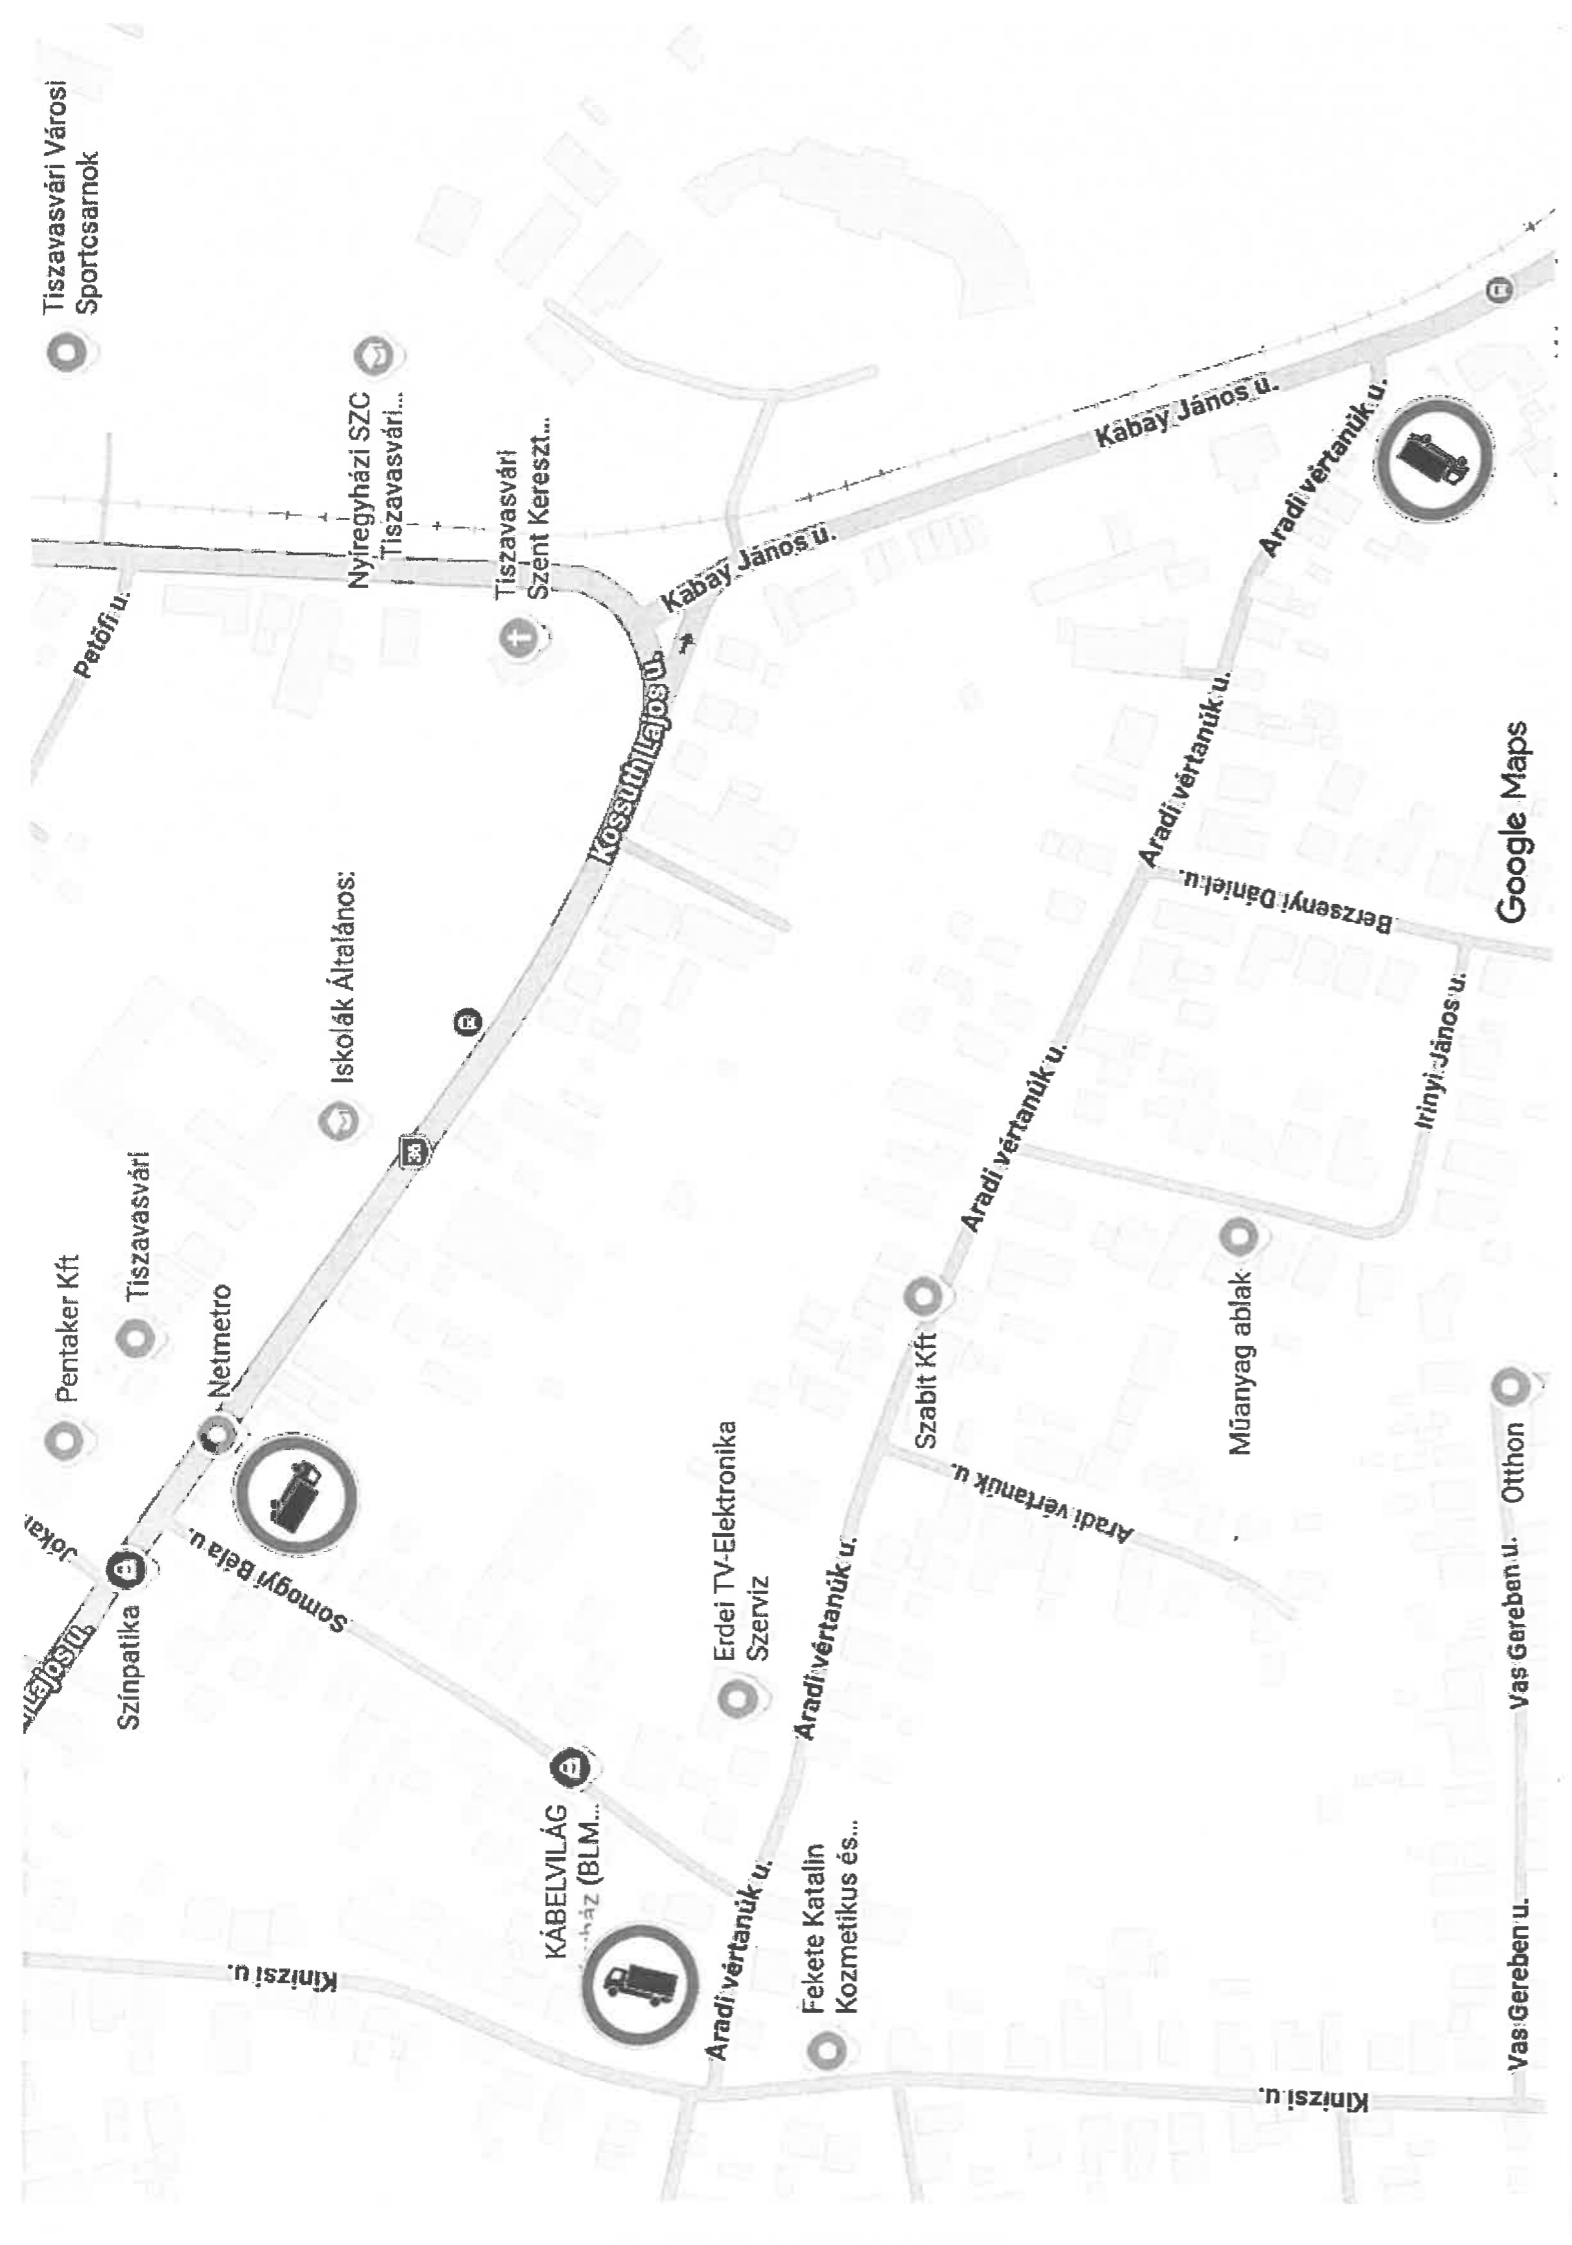 Tiszavasvári Városi
Sportcsarnok
Nyíregyházi SZC
Tiszavasvári...
Tiszavasvári
Szent Kereszt...
Petőfi u.
Kabay János u.
Kabay János u.
Kossuth Lajos u.
Iskolák Általános:
36
Pentaker Kft
Tiszavasvári
Netmetro
Színpatika
Lajos u.
Somogyi Béla u.
KÁBELVILÁG
(BLM...
Erdei TV-Elektronika
Szerviz
Fekete Katalin
Kozmetikus és...
Kinizsi u.
Kinizsi u.
Aradi vértanúk u.
Aradi vértanúk u.
Aradi vértanúk u.
Aradi vértanúk u.
Aradi vértanúk u.
Aradi vértanúk u.
Szabit Kft
Műanyag ablak
Berzsenyi Dániel u.
Irinyi János u.
Otthon
Vas Gereben u.
Vas Gereben u.
Google Maps